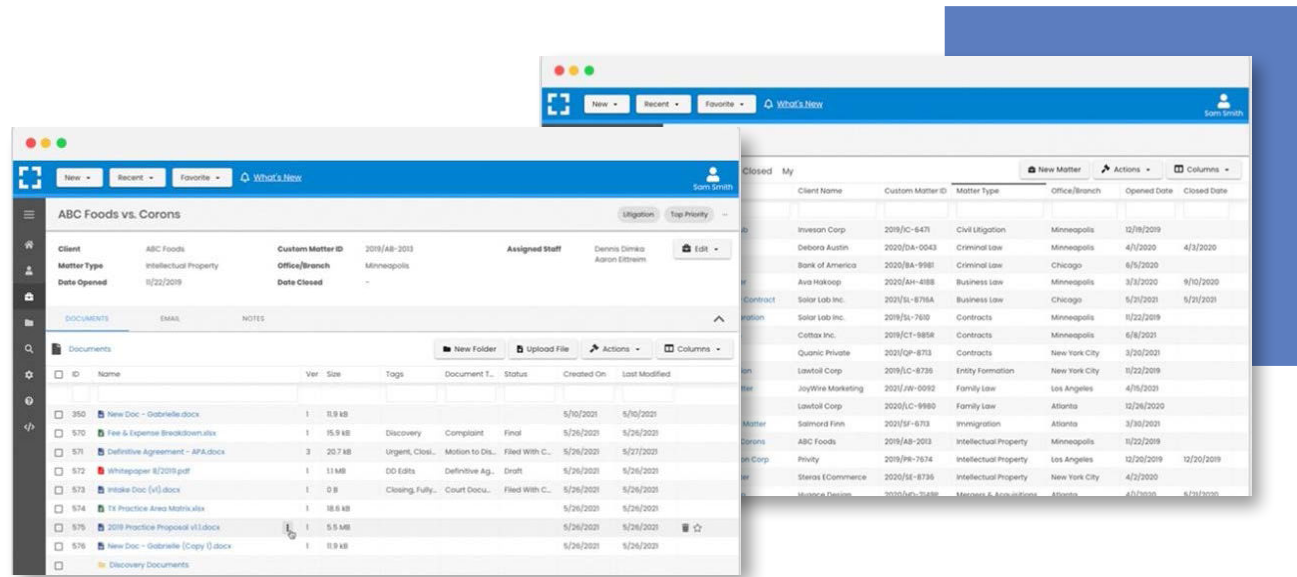 New Recent Favorite What's New
Sam Smith
Closed My New Matter Actions Columns
Client Name Custom Matter ID Matter Type Office/Branch Opened Date Closed Date
Invesan Corp 2019/IC-6471 Civil Litigation Minneapolis 12/19/2019
Debora Austin 2020/DA-0043 Criminal Law Minneapolis 4/1/2020 4/3/2020
Bank of America 2020/BA-9981 Criminal Law Chicago 6/5/2020
Ava Hakoop 2020/AH-4188 Business Law Minneapolis 3/3/2020 9/10/2020
Contract Solar Lab Inc. 2021/SL-8716A Business Law Chicago 5/21/2021 5/21/2021
Solar Lab Inc. 2019/SL-7610 Contracts Minneapolis 11/22/2019
Cottax Inc. 2019/CT-985R Contracts Minneapolis 6/8/2021
Quanic Private 2021/QP-8713 Contracts New York City 3/20/2021
Lawtoil Corp 2019/LC-8736 Entity Formation New York City 11/22/2019
JoyWire Marketing 2021/JW-0092 Family Law Los Angeles 4/15/2021
Lawtoil Corp 2020/LC-9980 Family Law Atlanta 12/26/2020
Matter Salmord Finn 2021/SF-6713 Immigration Atlanta 3/30/2021
Corons ABC Foods 2019/AB-2013 Intellectual Property Minneapolis 11/22/2019
on Corp Privity 2019/PR-7674 Intellectual Property Los Angeles 12/20/2019 12/20/2019
Steras ECommerce 2020/SE-8736 Intellectual Property New York City 4/2/2020
New Recent Favorite What's New
Sam Smith
ABC Foods vs. Corons Litigation Top Priority ...
Client ABC Foods Custom Matter ID 2019/AB-2013 Assigned Staff Dennis Dimka Edit
Aaron Eittreim
Matter Type Intellectual Property Office/Branch Minneapolis
Date Opened 11/22/2019 Date Closed -
DOCUMENTS EMAIL NOTES
Documents New Folder Upload File Actions Columns
ID Name Ver Size Tags Document T... Status Created On Last Modified
350 New Doc - Gabrielle.docx 1 11.9 kB 5/10/2021 5/10/2021
570 Fee & Expense Breakdown.xlsx 1 15.9 kB Discovery Complaint Final 5/26/2021 5/26/2021
571 Definitive Agreement - APA.docx 3 20.7 kB Urgent, Closi... Motion to Dis... Filed With C... 5/26/2021 5/27/2021
572 Whitepaper 8/2019.pdf 1 1.1 MB DD Edits Definitive Ag... Draft 5/26/2021 5/26/2021
573 Intake Doc (v1).docx 1 0 B Closing, Fully... Court Docu... Filed With C... 5/26/2021 5/26/2021
574 TX Practice Area Matrix.xlsx 1 18.6 kB 5/26/2021 5/26/2021
575 2019 Practice Proposal v1.1.docx 1 5.5 MB 5/26/2021 5/26/2021
576 New Doc - Gabrielle (Copy 1).docx 1 11.9 kB 5/26/2021 5/26/2021
Discovery Documents